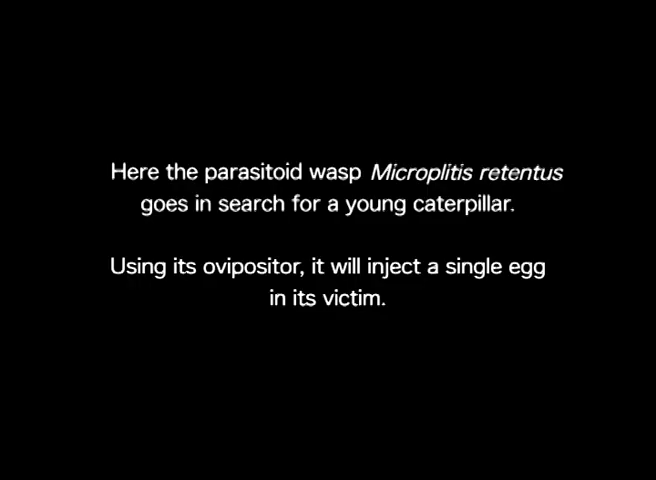 Here the parasitoid wasp Microplitis retentus
goes in search for a young caterpillar.
Using its ovipositor, it will inject a single egg
in its victim.